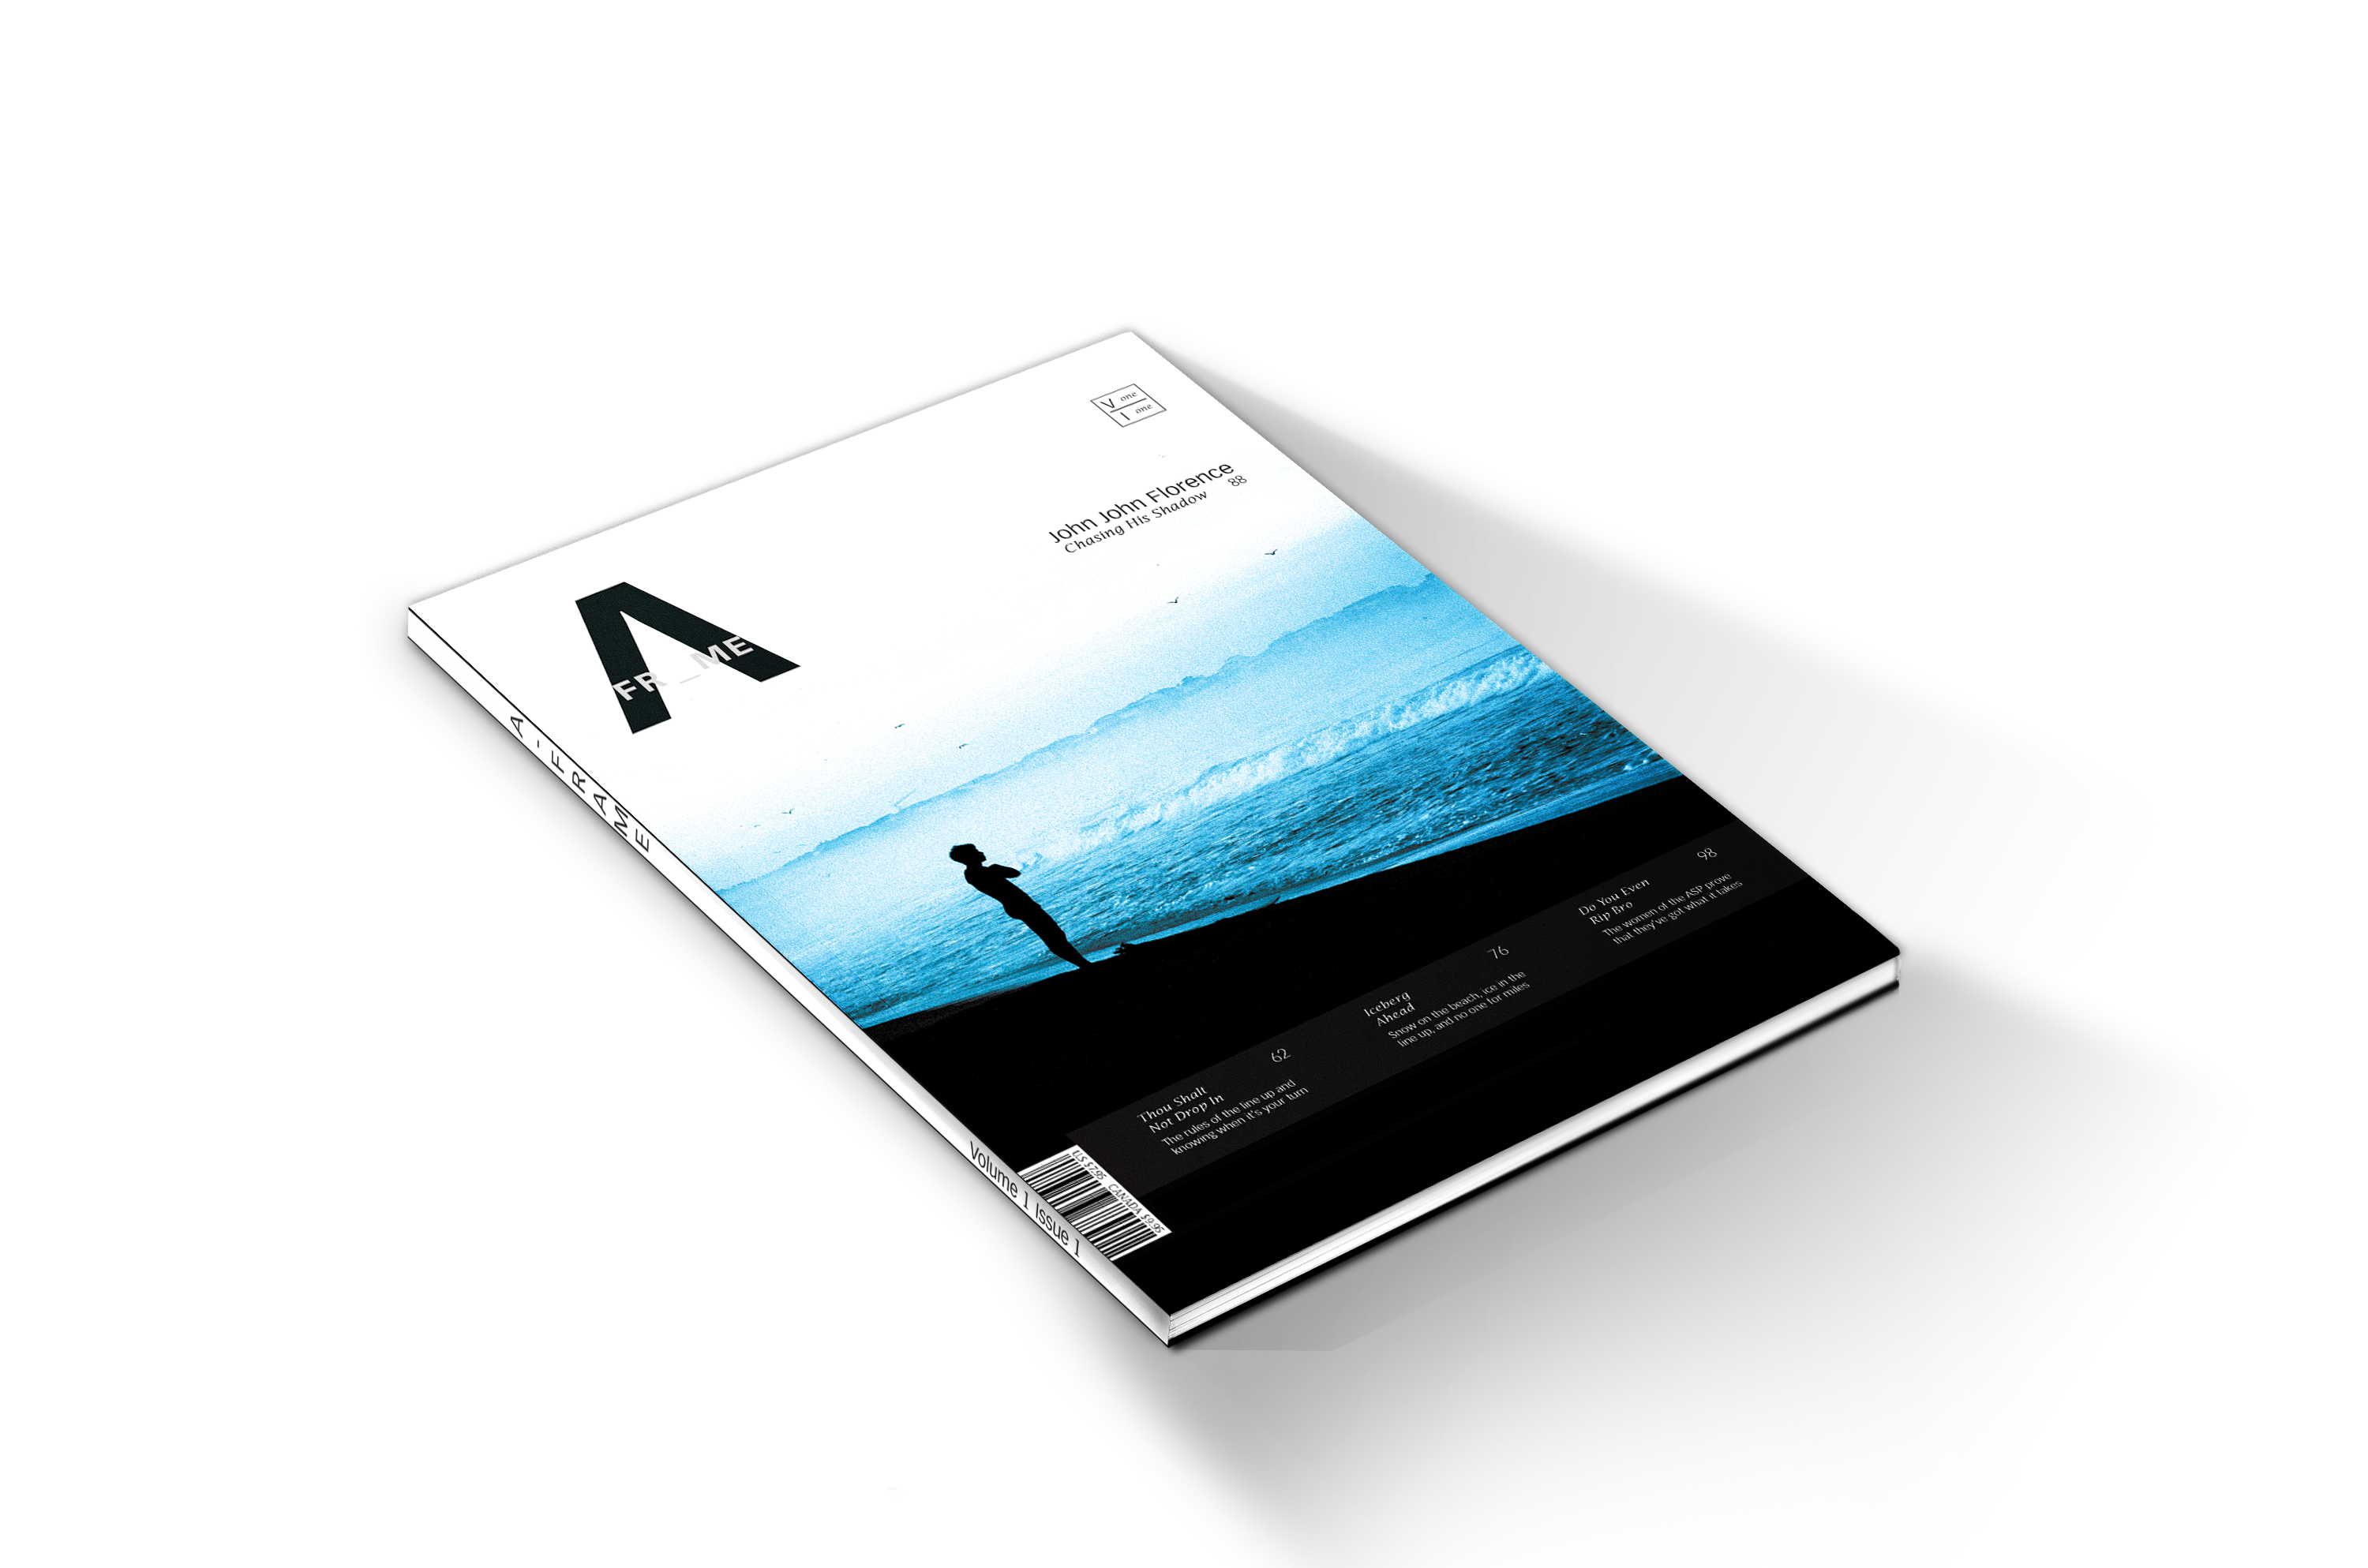 V one
I one
John John Florence
Chasing His Shadow 88
A
FR_ME
A-FRAME
62
Thou Shalt
Not Drop In
The rules of the line up and
knowing when it's your turn
76
Iceberg
Ahead
Snow on the beach, ice in the
line up, and no one for miles
98
Do You Even
Rip Bro
The women of the ASP prove
that they've got what it takes
US $7.95 CANADA $9.95
Volume 1 Issue 1